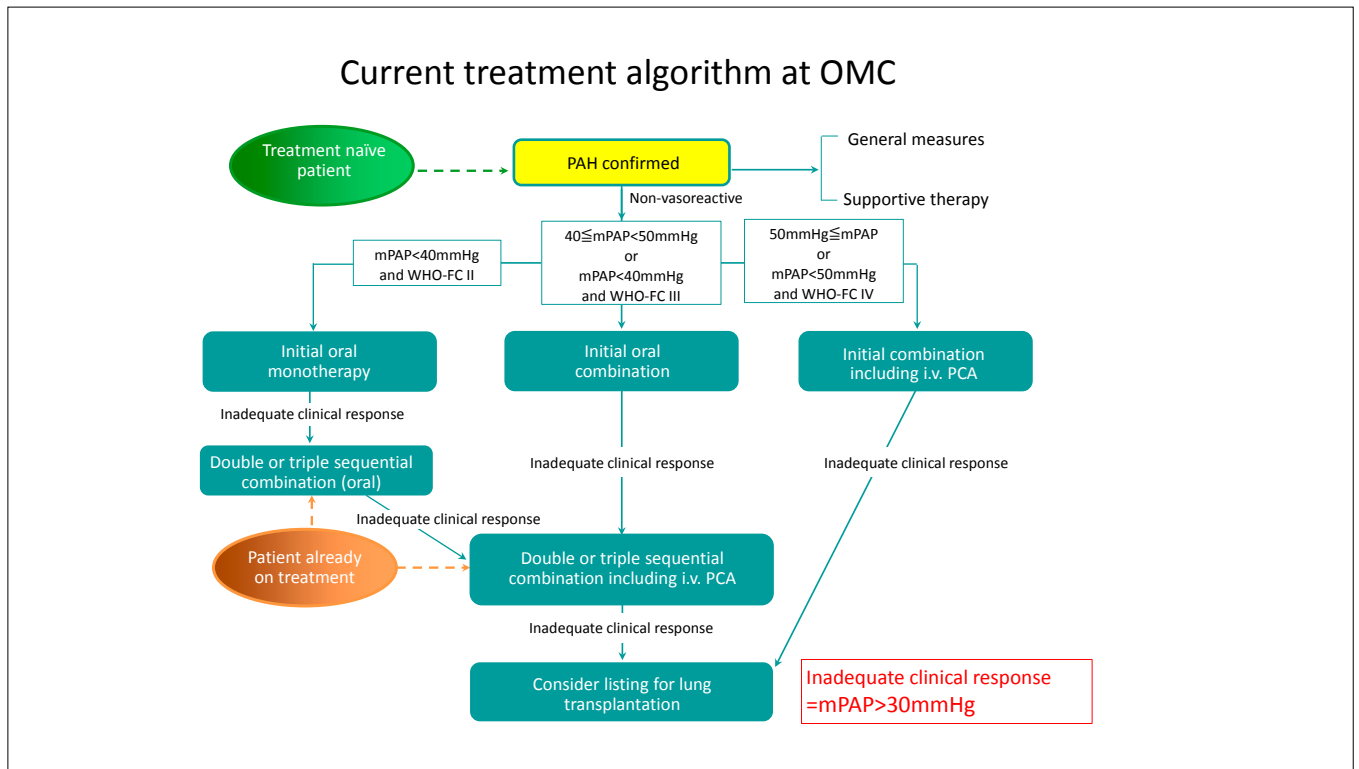 Current treatment algorithm at OMC
Treatment naïve
patient
PAH confirmed
General measures
Supportive therapy
Non-vasoreactive
mPAP<40mmHg
and WHO-FC II
40≦mPAP<50mmHg
or
mPAP<40mmHg
and WHO-FC III
50mmHg≦mPAP
or
mPAP<50mmHg
and WHO-FC IV
Initial oral
monotherapy
Initial oral
combination
Initial combination
including i.v. PCA
Inadequate clinical response
Double or triple sequential
combination (oral)
Inadequate clinical response
Inadequate clinical response
Inadequate clinical response
Patient already
on treatment
Double or triple sequential
combination including i.v. PCA
Inadequate clinical response
Consider listing for lung
transplantation
Inadequate clinical response
=mPAP>30mmHg